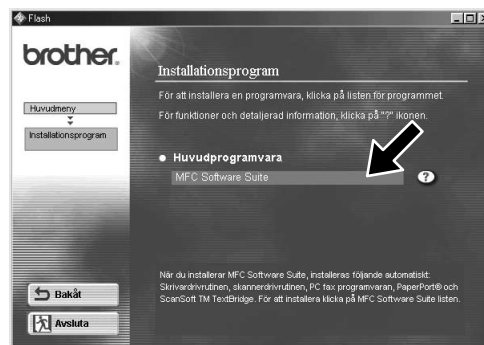 Flash
brother.
Installationsprogram
För att installera en programvara, klicka på listen för programmet.
För funktioner och detaljerad information, klicka på "?" ikonen.
Huvudmeny
Installationsprogram
Huvudprogramvara
MFC Software Suite
?
När du installerar MFC Software Suite, installeras följande automatiskt:
Skrivardrivrutinen, skannerdrivrutinen, PC fax programvaran, PaperPort® och
ScanSoft TM TextBridge. För att installera klicka på MFC Software Suite listen.
Bakåt
Avsluta